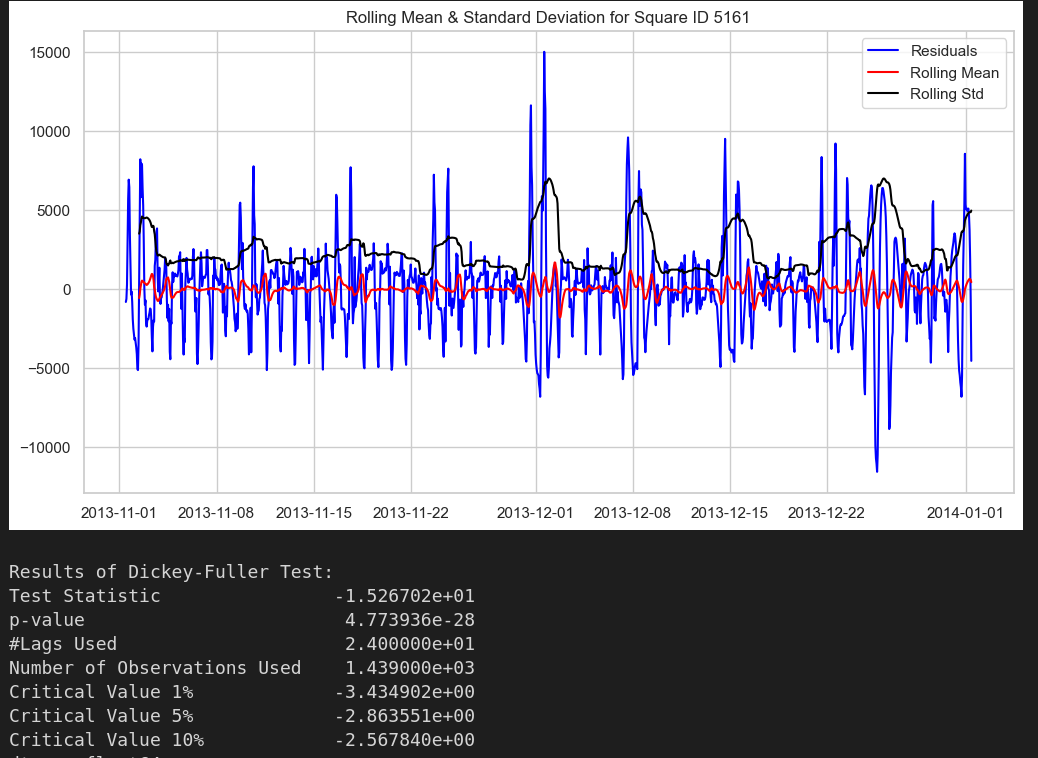 Rolling Mean & Standard Deviation for Square ID 5161
Residuals
Rolling Mean
Rolling Std
15000
10000
5000
0
−5000
−10000
2013-11-01 2013-11-08 2013-11-15 2013-11-22 2013-12-01 2013-12-08 2013-12-15 2013-12-22 2014-01-01
Results of Dickey-Fuller Test:
Test Statistic -1.526702e+01
p-value 4.773936e-28
#Lags Used 2.400000e+01
Number of Observations Used 1.439000e+03
Critical Value 1% -3.434902e+00
Critical Value 5% -2.863551e+00
Critical Value 10% -2.567840e+00